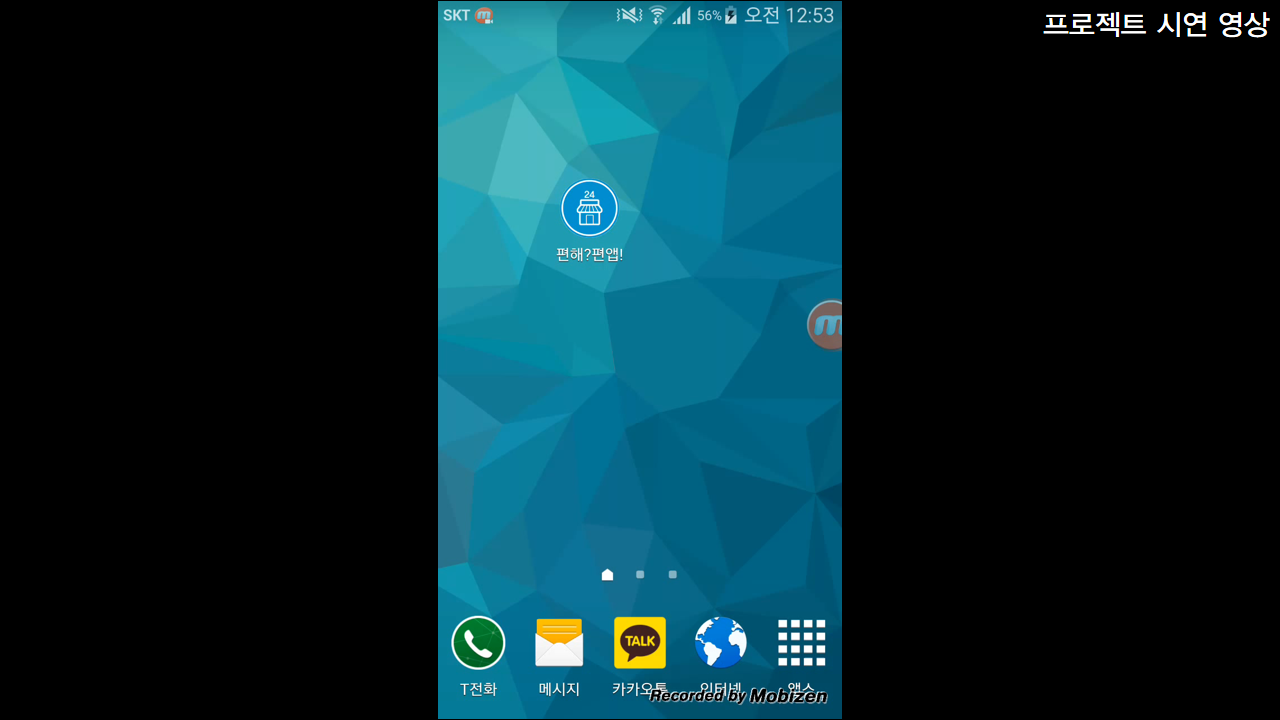 SKT 56% 오전 12:53
프로젝트 시연 영상
24
편해?편앱!
TALK
T전화 메시지 카카오톡 인터넷 앱스
Recorded by Mobizen